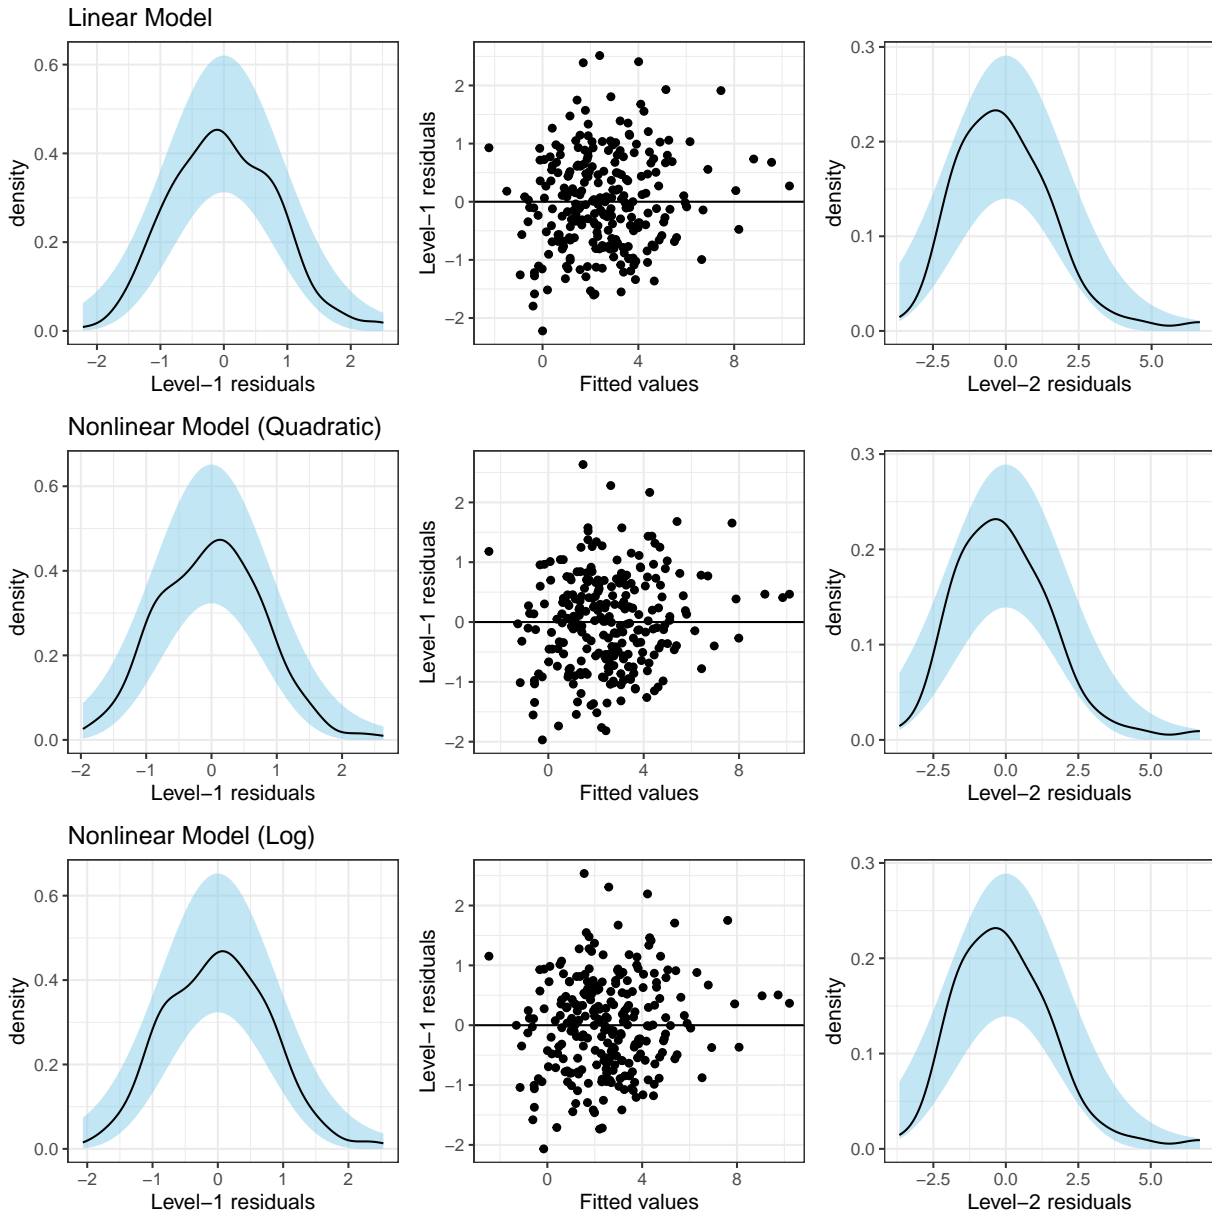 Linear Model
density
0.6
0.4
0.2
0.0
−2 −1 0 1 2
Level−1 residuals
Level−1 residuals
2
1
0
−1
−2
0 4 8
Fitted values
density
0.3
0.2
0.1
0.0
−2.5 0.0 2.5 5.0
Level−2 residuals
Nonlinear Model (Quadratic)
density
0.6
0.4
0.2
0.0
−2 −1 0 1 2
Level−1 residuals
Level−1 residuals
2
1
0
−1
−2
0 4 8
Fitted values
density
0.3
0.2
0.1
0.0
−2.5 0.0 2.5 5.0
Level−2 residuals
Nonlinear Model (Log)
density
0.6
0.4
0.2
0.0
−2 −1 0 1 2
Level−1 residuals
Level−1 residuals
2
1
0
−1
−2
0 4 8
Fitted values
density
0.3
0.2
0.1
0.0
−2.5 0.0 2.5 5.0
Level−2 residuals